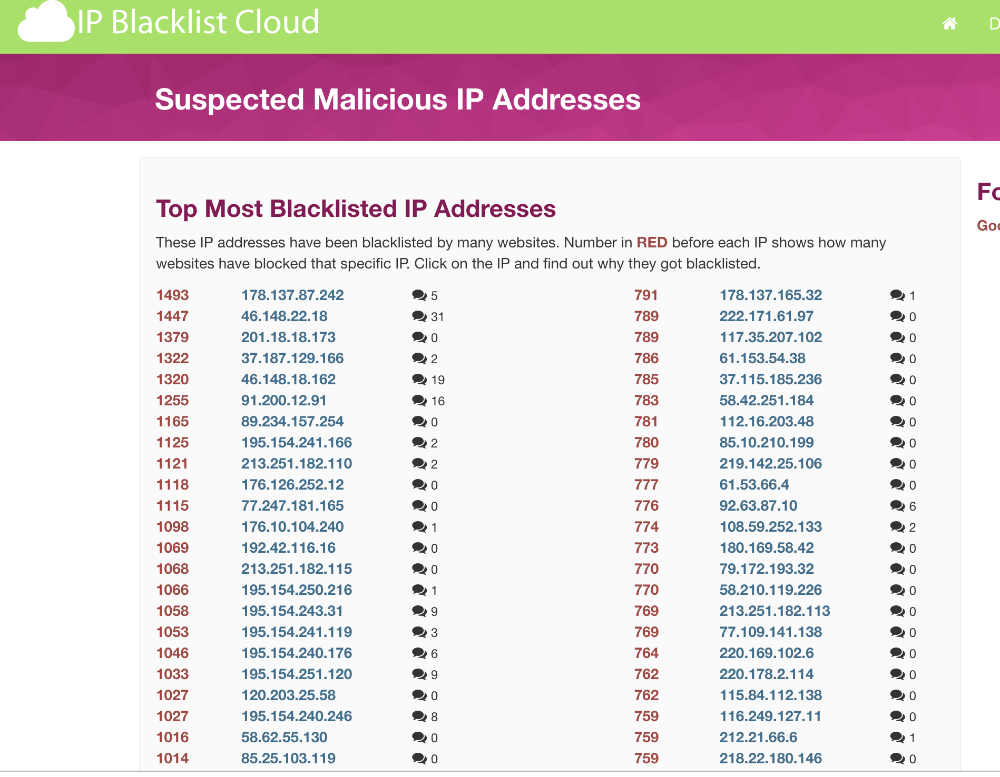 IP Blacklist Cloud
Suspected Malicious IP Addresses
Top Most Blacklisted IP Addresses
These IP addresses have been blacklisted by many websites. Number in RED before each IP shows how many
websites have blocked that specific IP. Click on the IP and find out why they got blacklisted.
1493 178.137.87.242 5 791 178.137.165.32 1
1447 46.148.22.18 31 789 222.171.61.97 0
1379 201.18.18.173 0 789 117.35.207.102 0
1322 37.187.129.166 2 786 61.153.54.38 0
1320 46.148.18.162 19 785 37.115.185.236 0
1255 91.200.12.91 16 783 58.42.251.184 0
1165 89.234.157.254 0 781 112.16.203.48 0
1125 195.154.241.166 2 780 85.10.210.199 0
1121 213.251.182.110 2 779 219.142.25.106 0
1118 176.126.252.12 0 777 61.53.66.4 0
1115 77.247.181.165 0 776 92.63.87.10 6
1098 176.10.104.240 1 774 108.59.252.133 2
1069 192.42.116.16 0 773 180.169.58.42 0
1068 213.251.182.115 0 770 79.172.193.32 0
1066 195.154.250.216 1 770 58.210.119.226 0
1058 195.154.243.31 9 769 213.251.182.113 0
1053 195.154.241.119 3 769 77.109.141.138 0
1046 195.154.240.176 6 764 220.169.102.6 0
1033 195.154.251.120 9 762 220.178.2.114 0
1027 120.203.25.58 0 762 115.84.112.138 0
1027 195.154.240.246 8 759 116.249.127.11 0
1016 58.62.55.130 0 759 212.21.66.6 1
1014 85.25.103.119 0 759 218.22.180.146 0